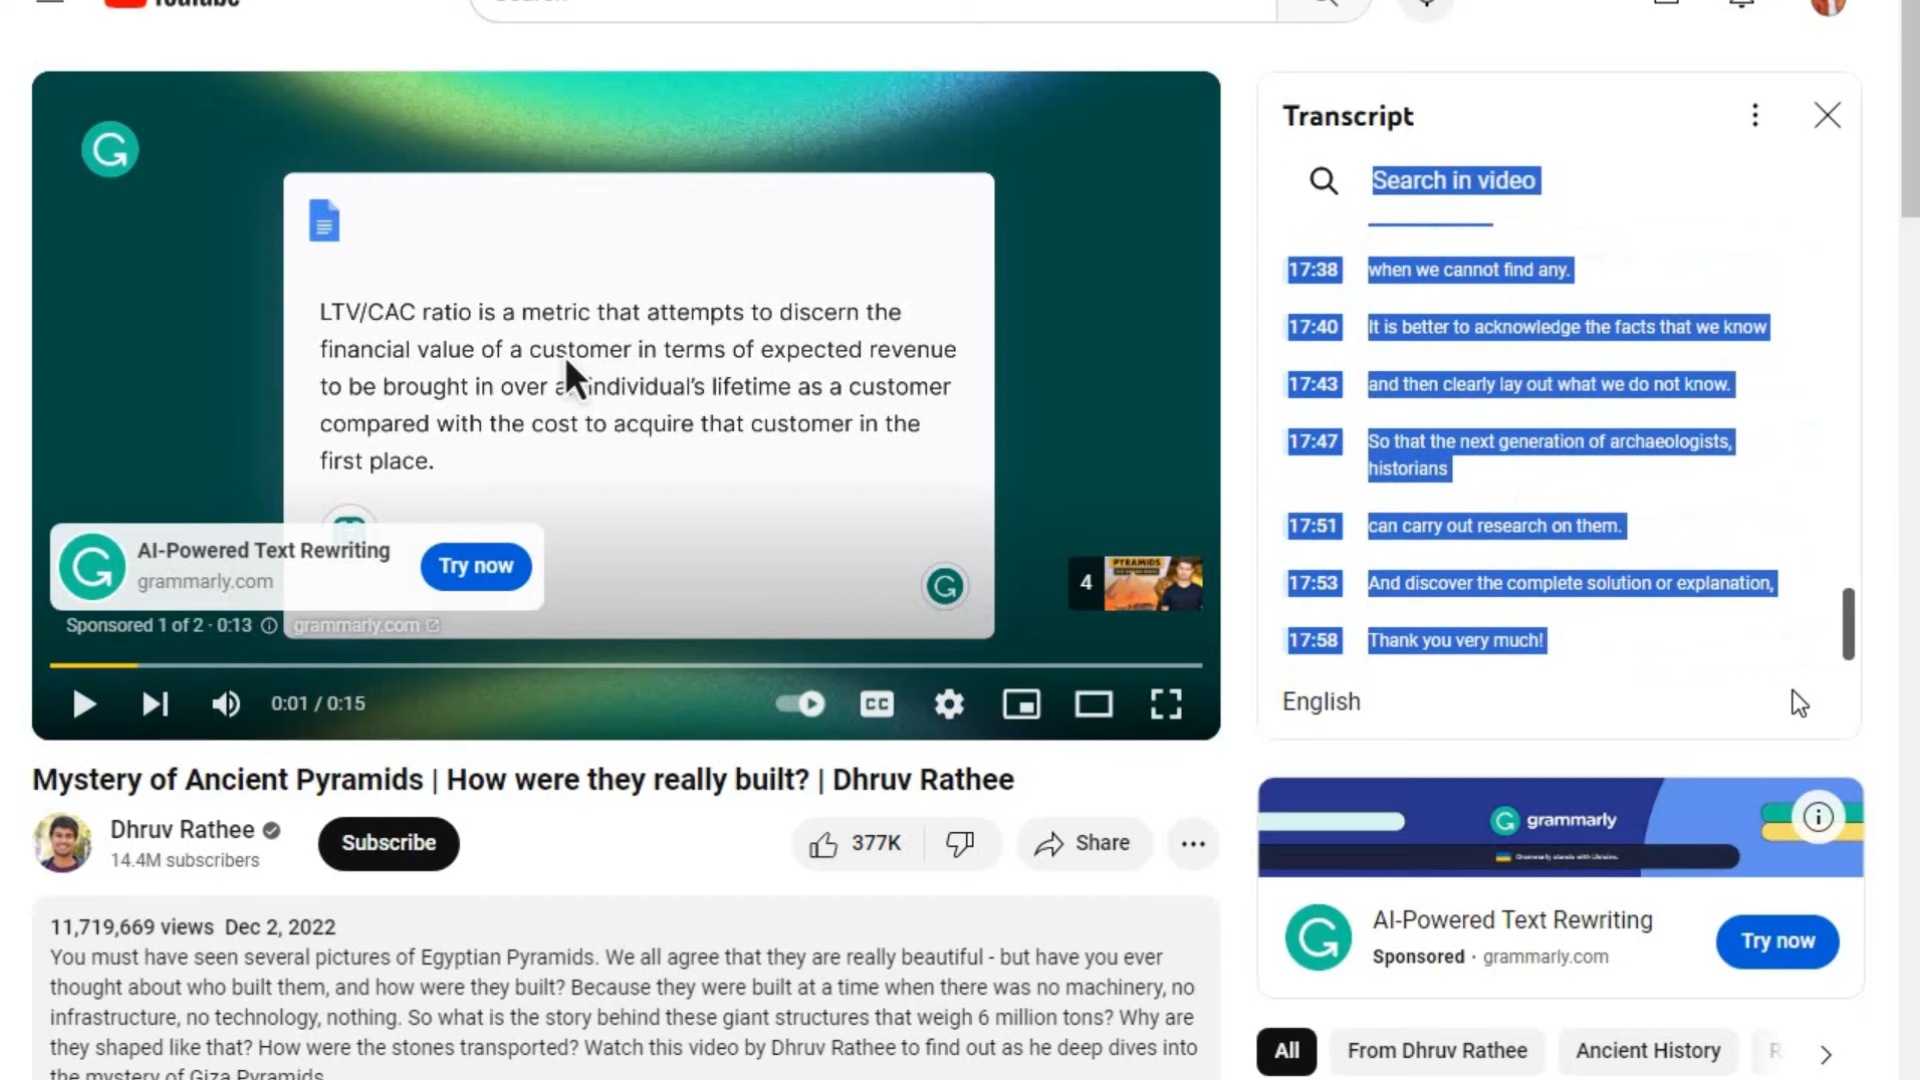 LTV/CAC ratio is a metric that attempts to discern the
financial value of a customer in terms of expected revenue
to be brought in over individual's lifetime as a customer
compared with the cost to acquire that customer in the
first place.
AI-Powered Text Rewriting
grammarly.com
Try now
Sponsored 1 of 2 · 0:13
grammarly.com
4
PYRAMIDS
0:01 / 0:15
CC
Mystery of Ancient Pyramids | How were they really built? | Dhruv Rathee
Dhruv Rathee
14.4M subscribers
Subscribe
377K
Share
11,719,669 views Dec 2, 2022
You must have seen several pictures of Egyptian Pyramids. We all agree that they are really beautiful - but have you ever
thought about who built them, and how were they built? Because they were built at a time when there was no machinery, no
infrastructure, no technology, nothing. So what is the story behind these giant structures that weigh 6 million tons? Why are
they shaped like that? How were the stones transported? Watch this video by Dhruv Rathee to find out as he deep dives into
the mystery of Giza Pyramids.
Transcript
Search in video
17:38 when we cannot find any.
17:40 It is better to acknowledge the facts that we know
17:43 and then clearly lay out what we do not know.
17:47 So that the next generation of archaeologists,
historians
17:51 can carry out research on them.
17:53 And discover the complete solution or explanation,
17:58 Thank you very much!
English
grammarly
Grammarly stands with Ukraine.
AI-Powered Text Rewriting
Sponsored · grammarly.com
Try now
All
From Dhruv Rathee
Ancient History